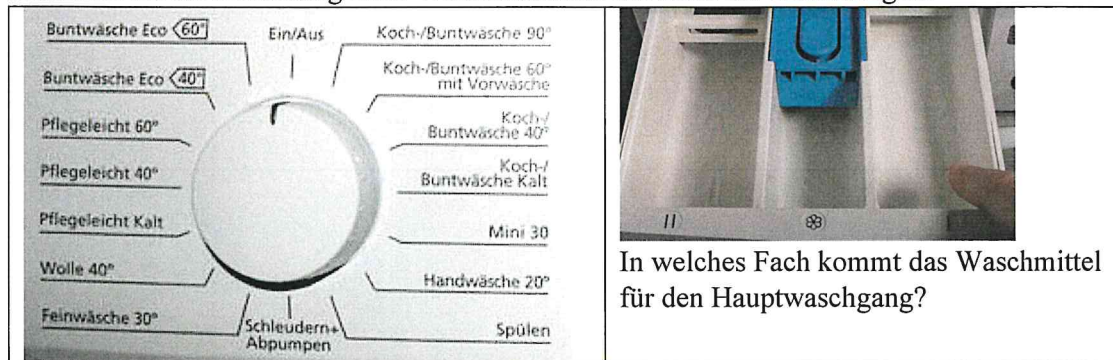 Buntwäsche Eco 60°
Ein/Aus
Koch-/Buntwäsche 90°
Buntwäsche Eco 40°
Koch-/Buntwäsche 60°
mit Vorwäsche
Pflegeleicht 60°
Koch-/
Buntwäsche 40°
Pflegeleicht 40°
Koch-/
Buntwäsche Kalt
Pflegeleicht Kalt
Mini 30
Wolle 40°
Handwäsche 20°
Feinwäsche 30°
Schleudern+
Abpumpen
Spülen
II
In welches Fach kommt das Waschmittel
für den Hauptwaschgang?